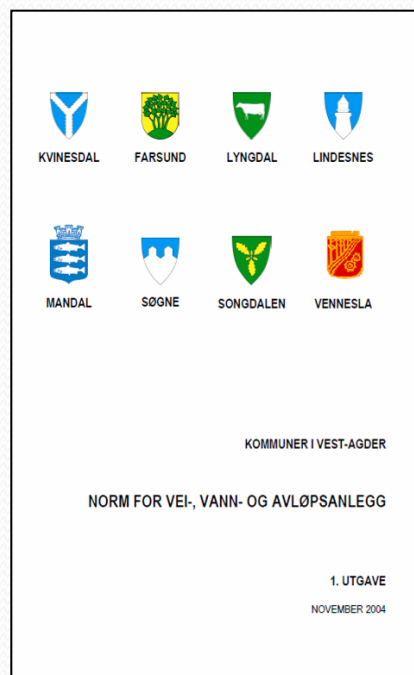 KVINESDAL FARSUND LYNGDAL LINDESNES
MANDAL SØGNE SONGDALEN VENNESLA
KOMMUNER I VEST-AGDER
NORM FOR VEI-, VANN- OG AVLØPSANLEGG
1. UTGAVE
NOVEMBER 2004